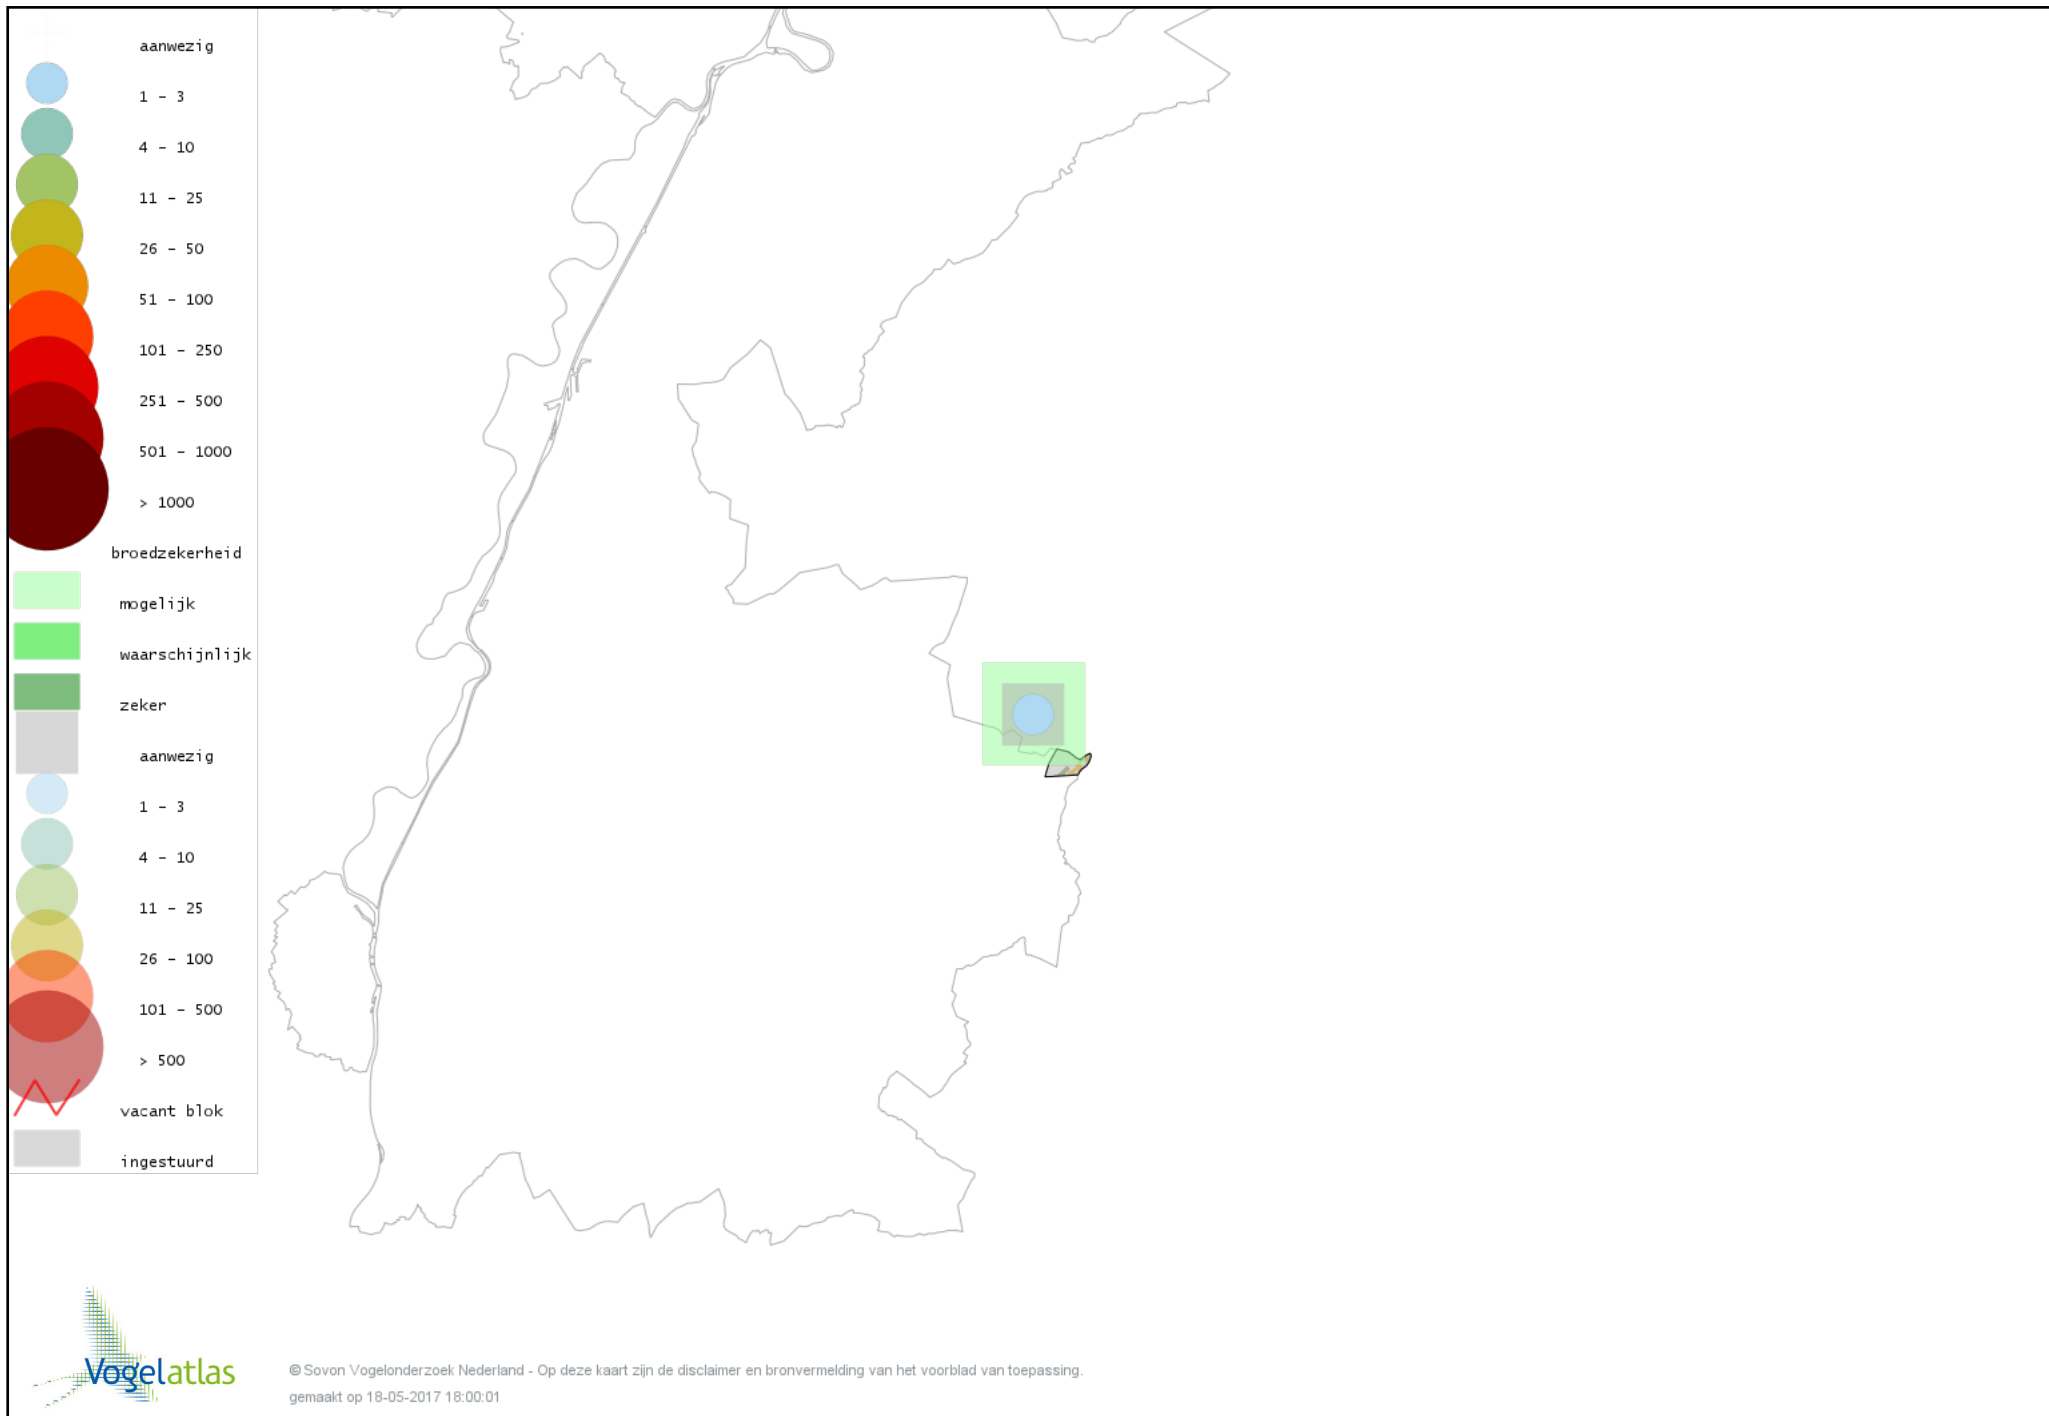 aanwezig
1 - 3
4 - 10
11 - 25
26 - 50
51 - 100
101 - 250
251 - 500
501 - 1000
> 1000
broedzekerheid
mogelijk
waarschijnlijk
zeker
aanwezig
1 - 3
4 - 10
11 - 25
26 - 100
101 - 500
> 500
vacant blok
ingestuurd
Vogelatlas
© Sovon Vogelonderzoek Nederland - Op deze kaart zijn de disclaimer en bronvermelding van het voorblad van toepassing.
gemaakt op 18-05-2017 18:00:01